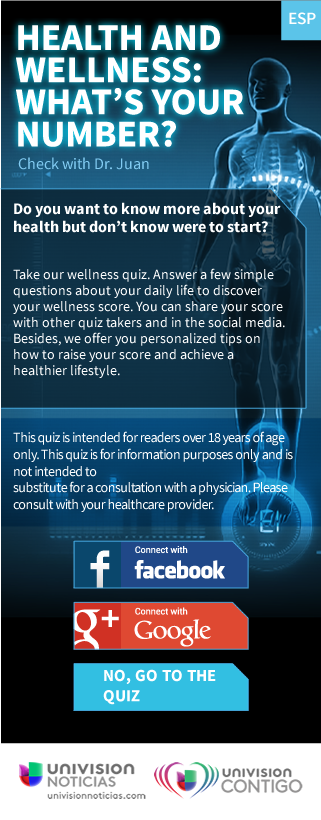 ESP
HEALTH AND
WELLNESS:
WHAT'S YOUR
NUMBER?
Check with Dr. Juan
Do you want to know more about your
health but don't know were to start?
Take our wellness quiz. Answer a few simple
questions about your daily life to discover
your wellness score. You can share your score
with other quiz takers and in the social media.
Besides, we offer you personalized tips on
how to raise your score and achieve a
healthier lifestyle.
This quiz is intended for readers over 18 years of age
only. This quiz is for information purposes only and is
not intended to
substitute for a consultation with a physician. Please
consult with your healthcare provider.
f
Connect with
facebook
g+
Connect with
Google
NO, GO TO THE
QUIZ
UNIVISION
NOTICIAS
univisionnoticias.com
UNIVISION
CONTIGO